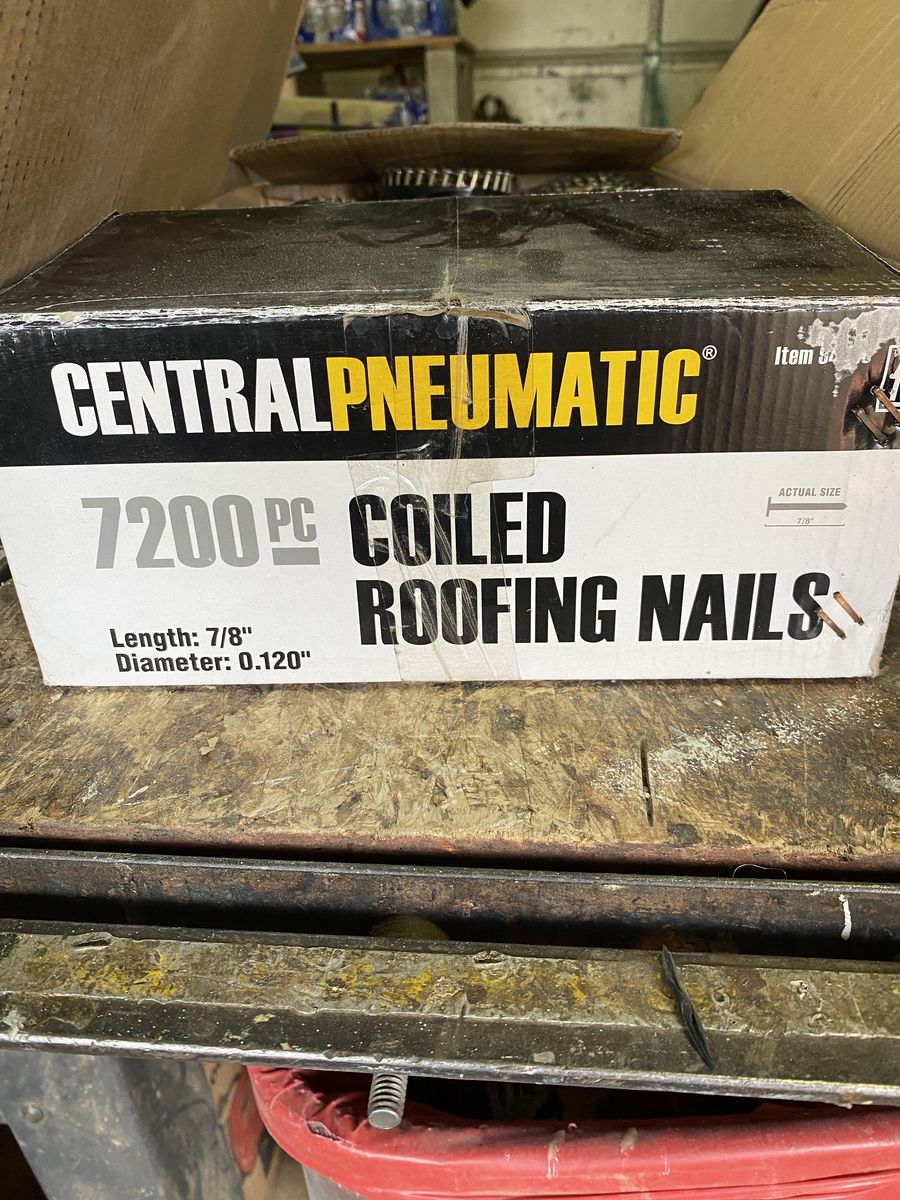 CENTRALPNEUMATIC®
Item
7200 PC
COILED
ROOFING NAILS
ACTUAL SIZE
7/8"
Length: 7/8"
Diameter: 0.120"